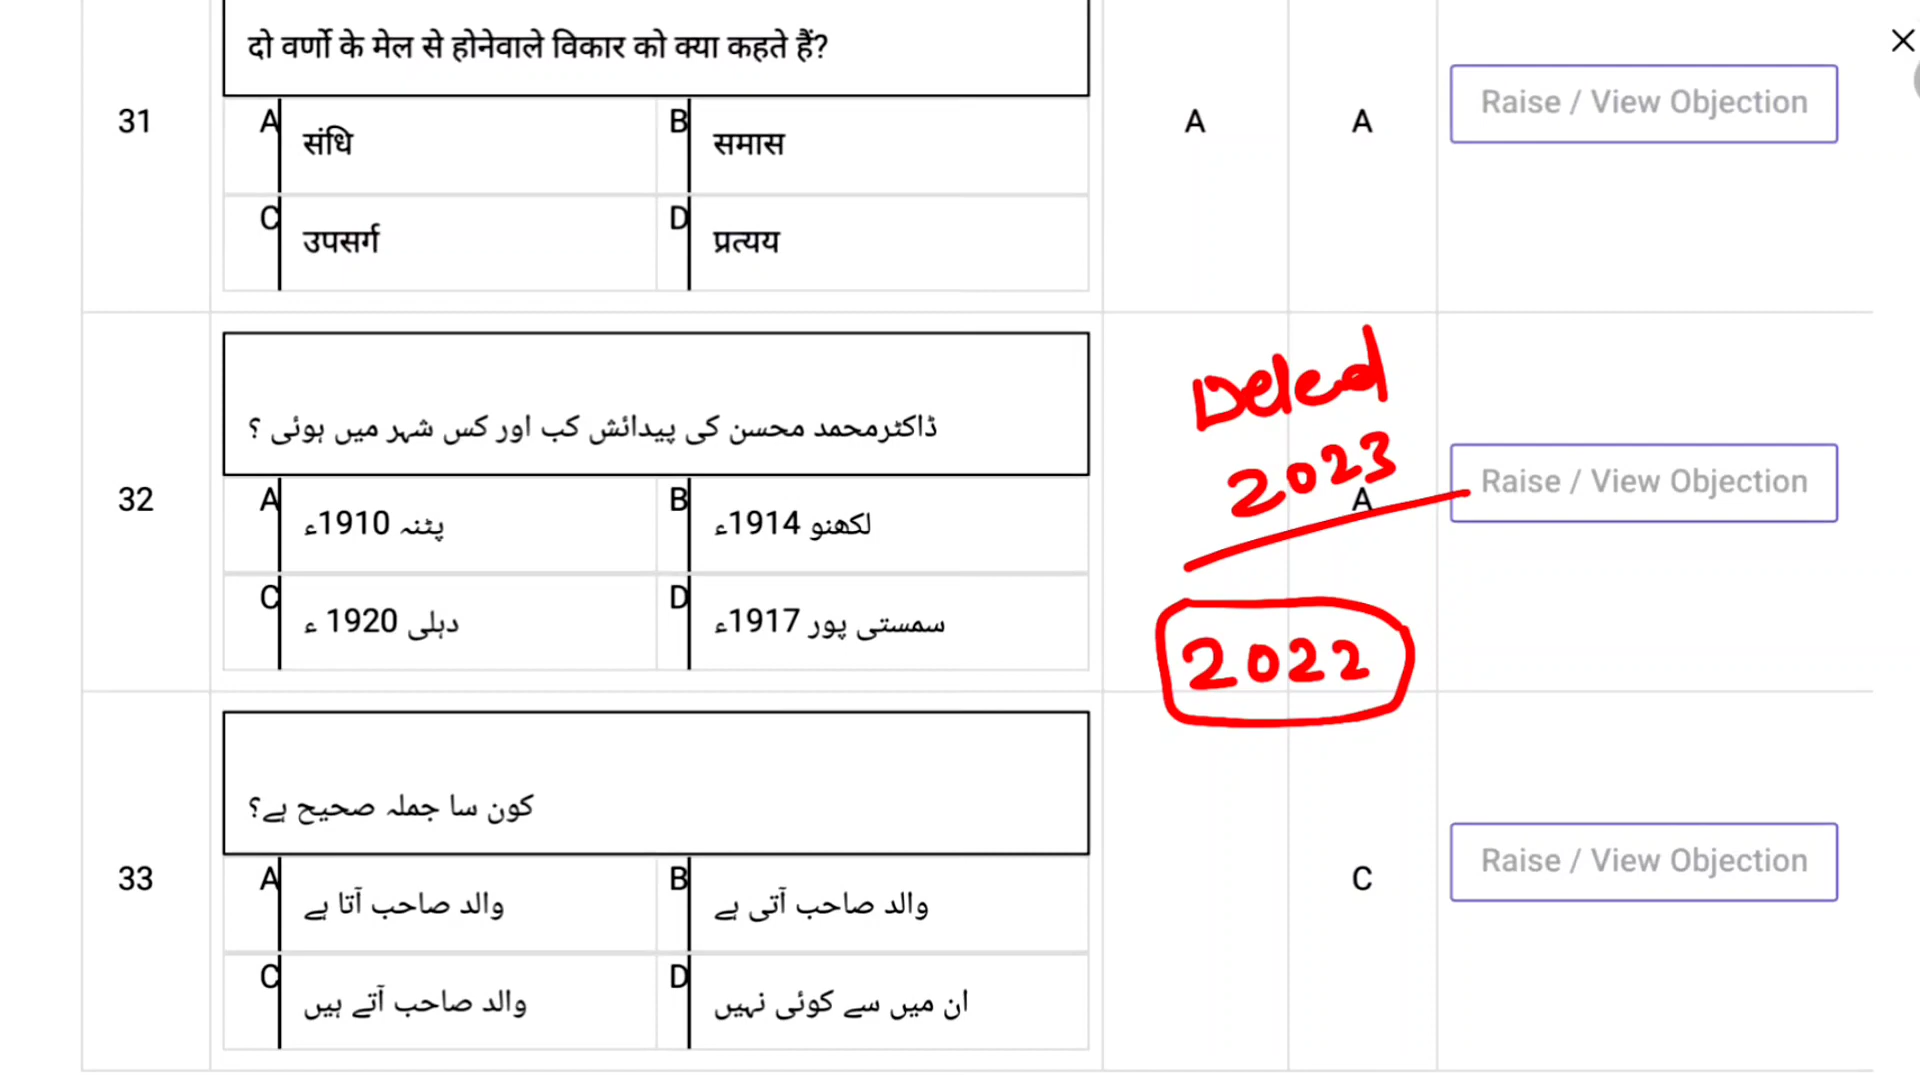 दो वर्णो के मेल से होनेवाले विकार को क्या कहते हैं?
31
A संधि
B समास
C उपसर्ग
D प्रत्यय
A
A
Raise / View Objection
ڈاکٹرمحمد محسن کی پیدائش کب اور کس شہر میں ہوئی ؟
32
A پٹنہ 1910ء
B لکھنو 1914ء
C دہلی 1920 ء
D سمستی پور 1917ء
2023
A
2022
Raise / View Objection
کون سا جملہ صحیح ہے؟
33
A والد صاحب آتا ہے
B والد صاحب آتی ہے
C والد صاحب آتے ہیں
D ان میں سے کوئی نہیں
C
Raise / View Objection